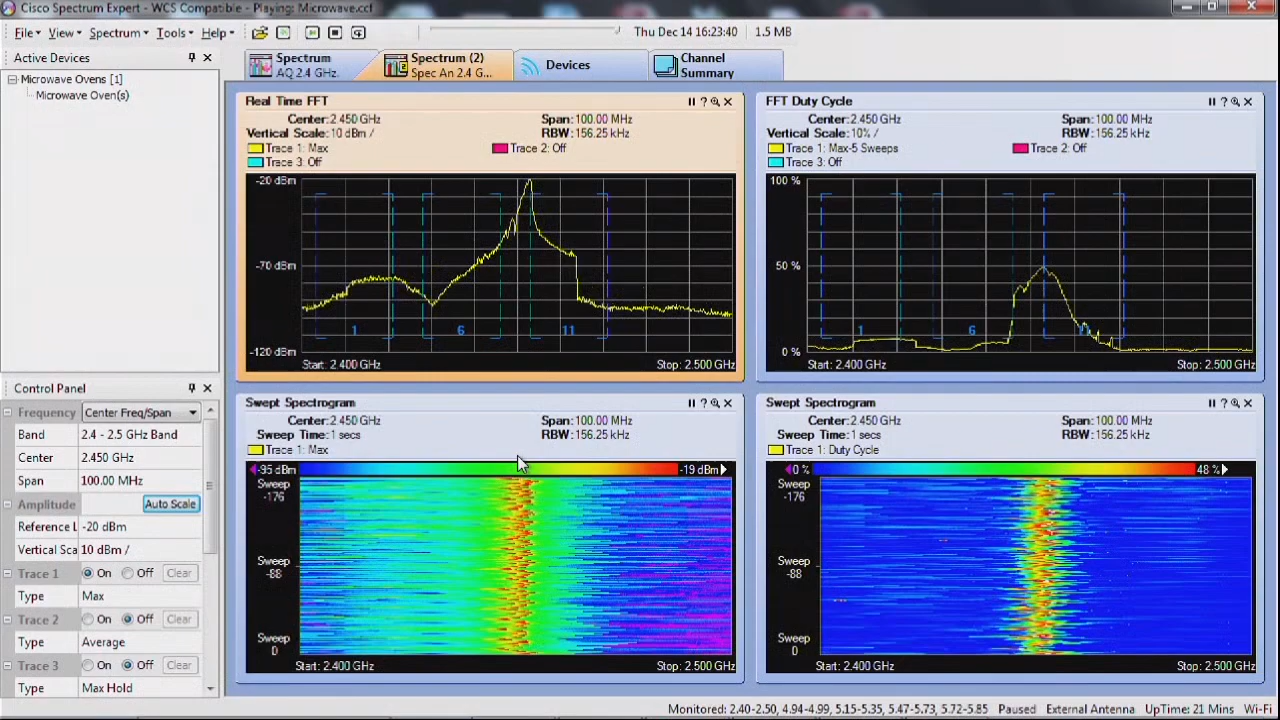 Cisco Spectrum Expert - WCS Compatible - Playing: Microwave.ccf
File View Spectrum Tools Help Thu Dec 14 16:23:40 1.5 MB
Active Devices
Microwave Ovens [1]
Microwave Oven(s)
Spectrum
AQ 2.4 GHz.
Spectrum (2)
Spec An 2.4 G...
Devices
Channel
Summary
Real Time FFT
Center: 2.450 GHz Span: 100.00 MHz
Vertical Scale: 10 dBm / RBW: 156.25 kHz
Trace 1: Max Trace 2: Off
Trace 3: Off
-20 dBm
-70 dBm
1 6 11
-120 dBm
Start: 2.400 GHz Stop: 2.500 GHz
FFT Duty Cycle
Center: 2.450 GHz Span: 100.00 MHz
Vertical Scale: 10% / RBW: 156.25 kHz
Trace 1: Max-5 Sweeps Trace 2: Off
Trace 3: Off
100 %
50 %
1 6 11
0 %
Start: 2.400 GHz Stop: 2.500 GHz
Control Panel
Frequency Center Freq/Span
Band 2.4 - 2.5 GHz Band
Center 2.450 GHz
Span 100.00 MHz
Amplitude Auto Scale
Reference L -20 dBm
Vertical Sca 10 dBm /
Trace 1 On Off Clear
Type Max
Trace 2 On Off Clear
Type Average
Trace 3 On Off Clear
Type Max Hold
Swept Spectrogram
Center: 2.450 GHz Span: 100.00 MHz
Sweep Time: 1 secs RBW: 156.25 kHz
Trace 1: Max
-95 dBm -19 dBm
Sweep
-176
Sweep
-88
Sweep
0
Start: 2.400 GHz Stop: 2.500 GHz
Swept Spectrogram
Center: 2.450 GHz Span: 100.00 MHz
Sweep Time: 1 secs RBW: 156.25 kHz
Trace 1: Duty Cycle
0 % 48 %
Sweep
-176
Sweep
-88
Sweep
0
Start: 2.400 GHz Stop: 2.500 GHz
Monitored: 2.40-2.50, 4.94-4.99, 5.15-5.35, 5.47-5.73, 5.72-5.85 Paused External Antenna UpTime: 21 Mins Wi-Fi